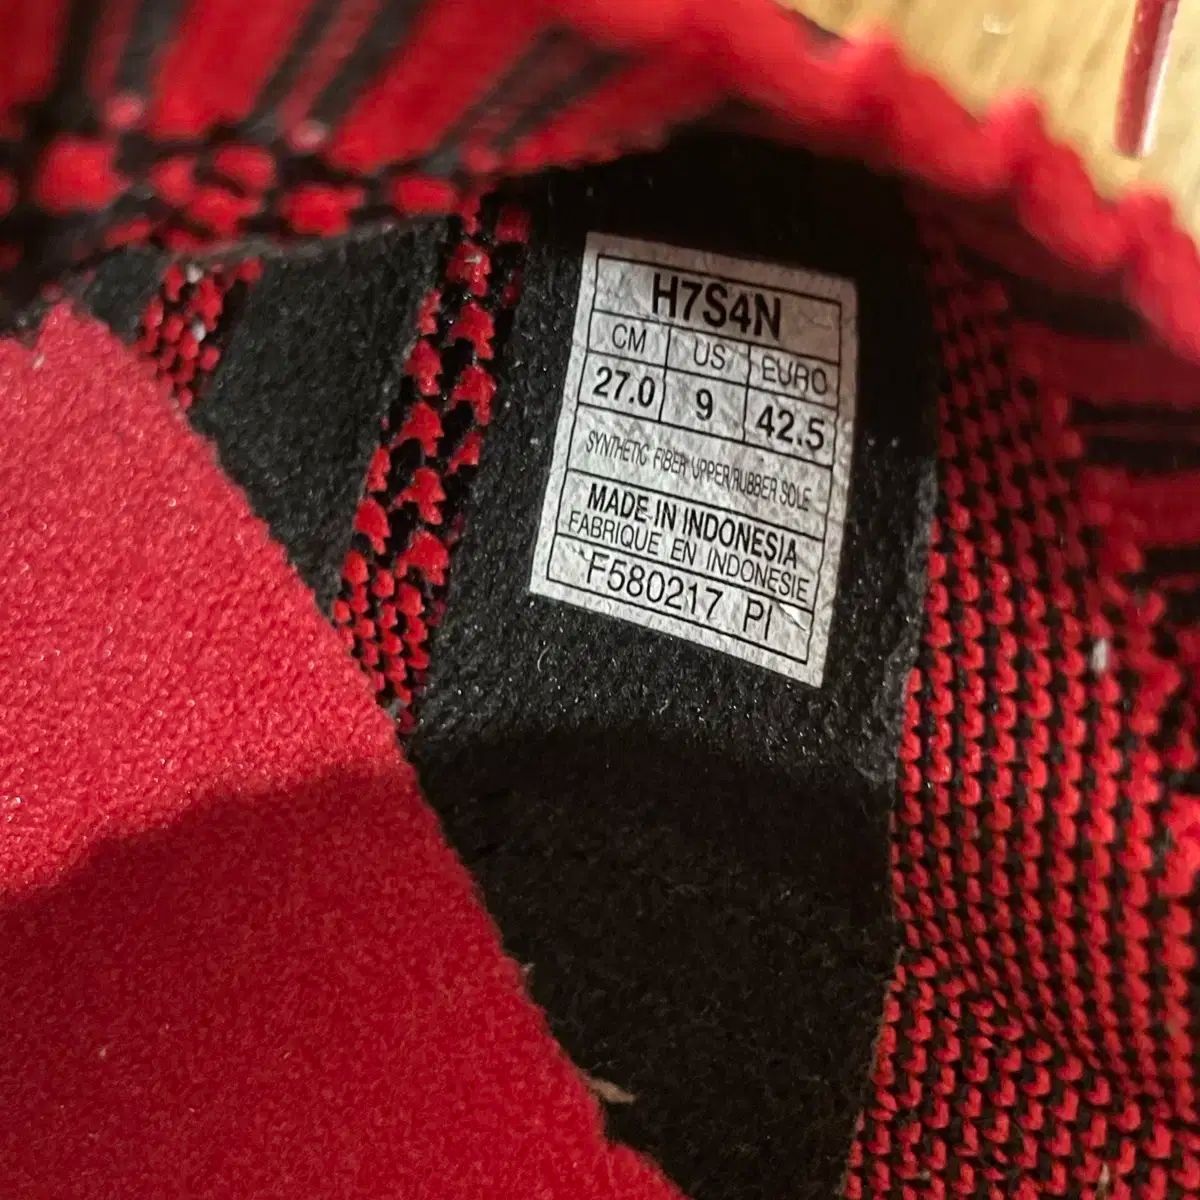 H7S4N
CM US EURO
27.0 9 42.5
SYNTHETIC FIBER UPPER/RUBBER SOLE
MADE IN INDONESIA
FABRIQUE EN INDONESIE
F580217 PI